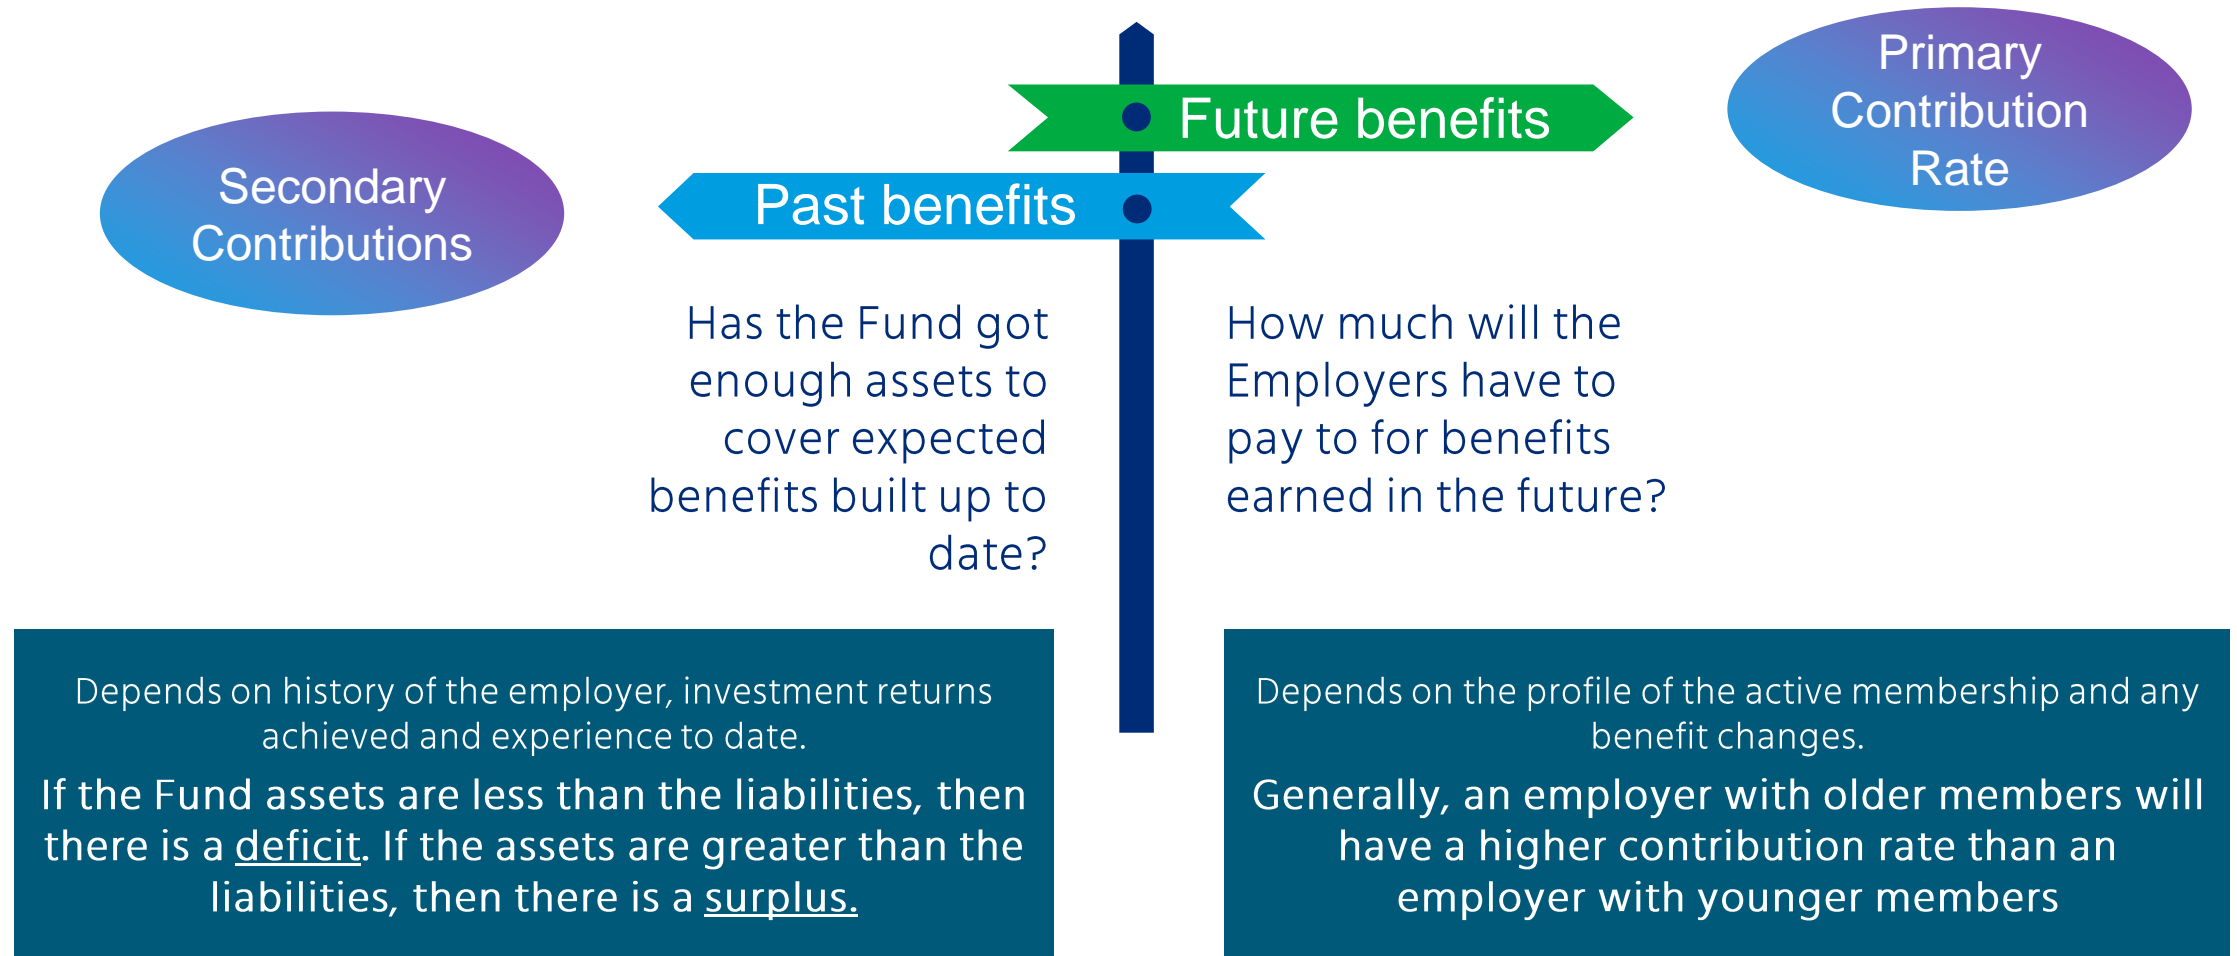 Secondary
Contributions
Past benefits
Has the Fund got
enough assets to
cover expected
benefits built up to
date?
Depends on history of the employer, investment returns
achieved and experience to date.
If the Fund assets are less than the liabilities, then
there is a deficit. If the assets are greater than the
liabilities, then there is a surplus.
Future benefits
Primary
Contribution
Rate
How much will the
Employers have to
pay to for benefits
earned in the future?
Depends on the profile of the active membership and any
benefit changes.
Generally, an employer with older members will
have a higher contribution rate than an
employer with younger members